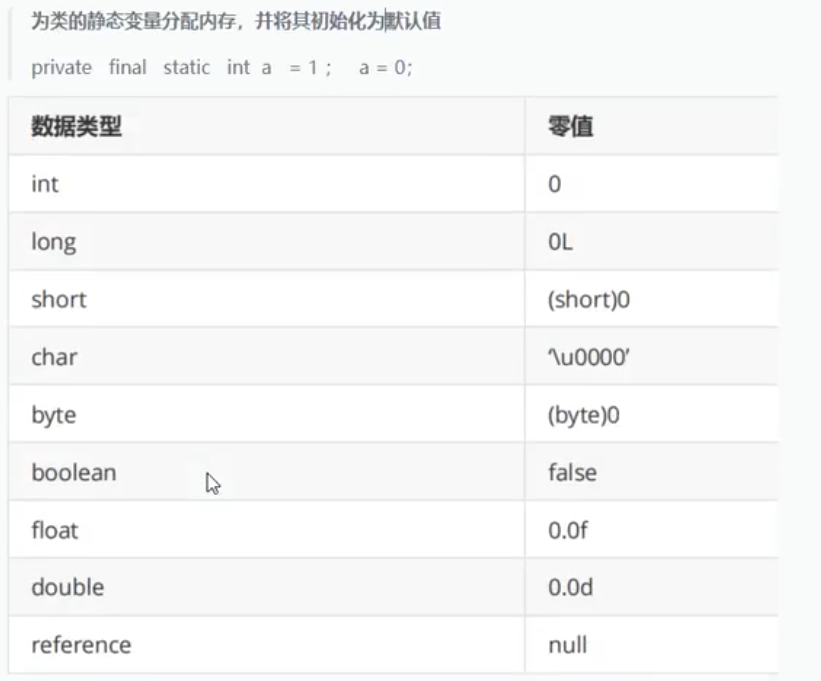 为类的静态变量分配内存，并将其初始化为默认值
private final static int a = 1 ; a = 0;
数据类型 零值
int 0
long 0L
short (short)0
char ‘\u0000’
byte (byte)0
boolean false
float 0.0f
double 0.0d
reference null